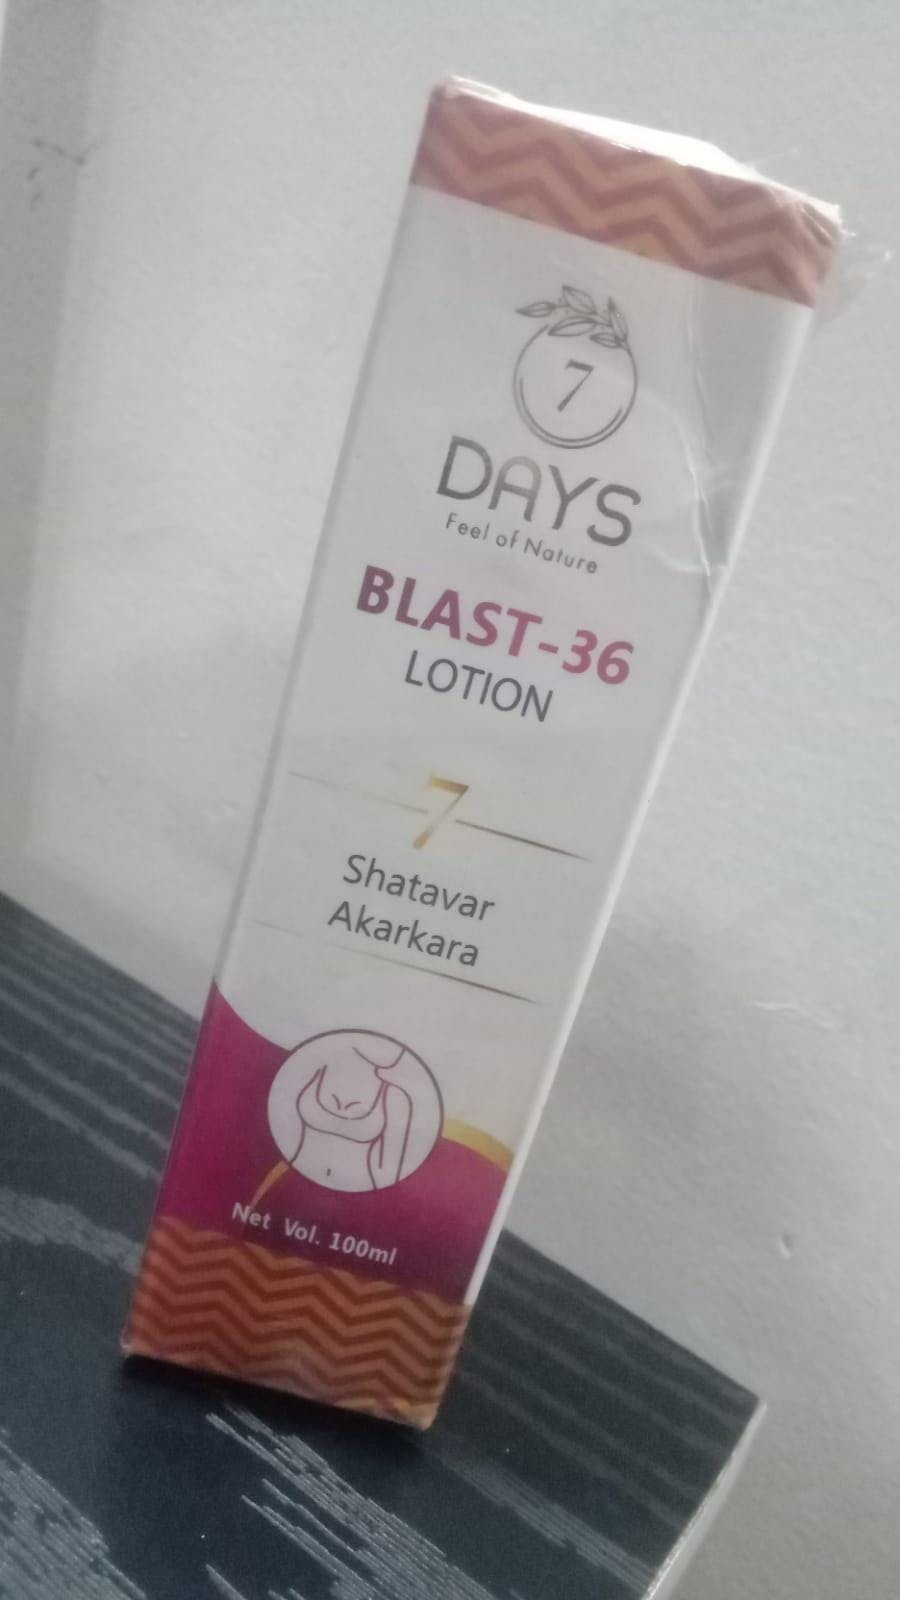 7
DAYS
Feel of Nature
BLAST-36
LOTION
7
Shatavar
Akarkara
Net Vol. 100ml